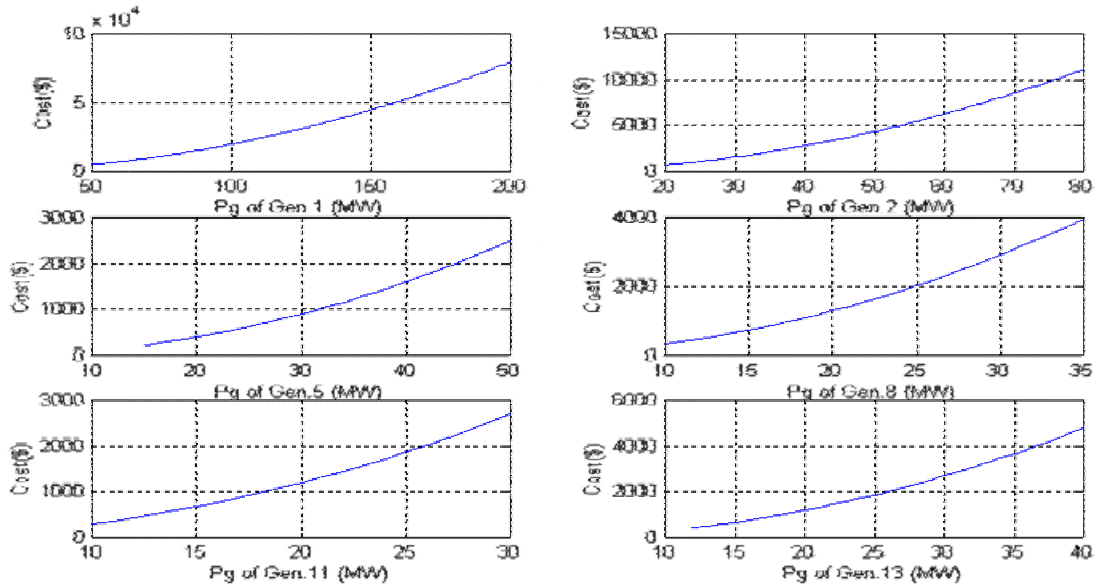 × 10⁴
10
5
0
Cost($)
50 100 150 200
Pg of Gen.1 (MW)
15000
10000
5000
0
Cost($)
20 30 40 50 60 70 80
Pg of Gen.2 (MW)
3000
2000
1000
0
Cost($)
10 20 30 40 50
Pg of Gen.5 (MW)
4000
2000
0
Cost($)
10 15 20 25 30 35
Pg of Gen.8 (MW)
3000
2000
1000
0
Cost($)
10 15 20 25 30
Pg of Gen.11 (MW)
6000
4000
2000
0
Cost($)
10 15 20 25 30 35 40
Pg of Gen.13 (MW)